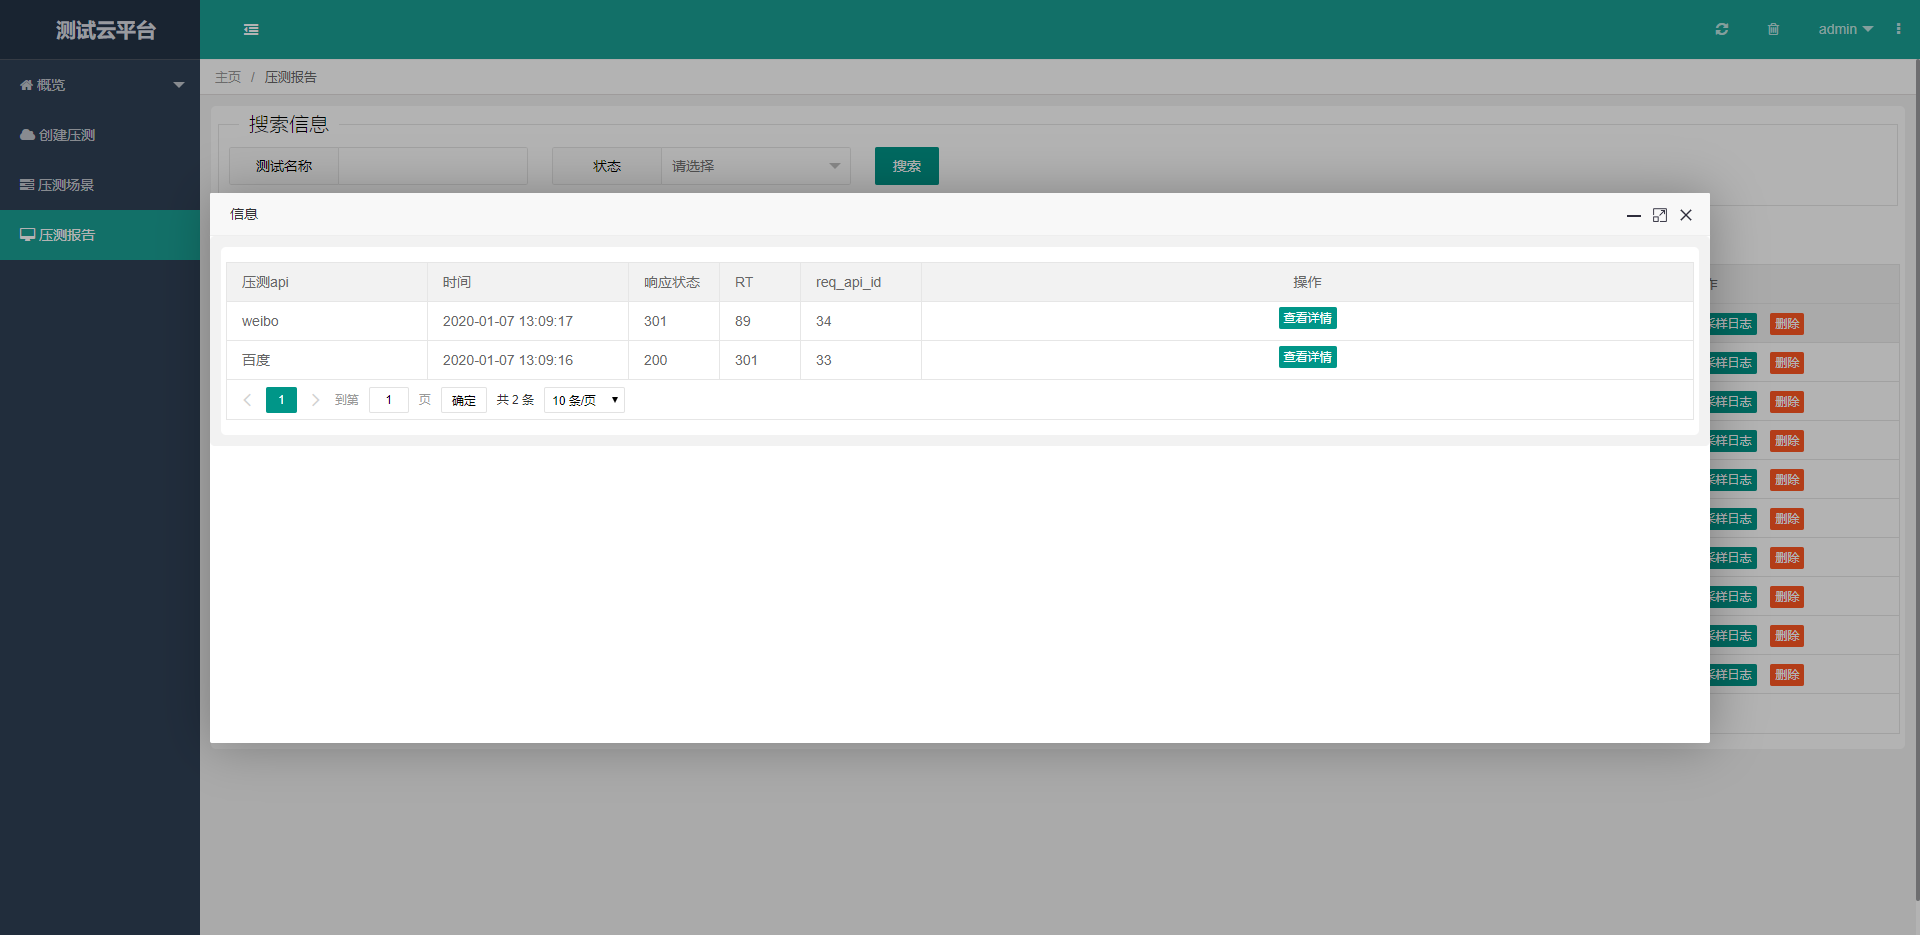 测试云平台
admin
概览
创建压测
压测场景
压测报告
主页 / 压测报告
搜索信息
测试名称
状态 请选择
搜索
信息
压测api 时间 响应状态 RT req_api_id 操作
weibo 2020-01-07 13:09:17 301 89 34 查看详情
百度 2020-01-07 13:09:16 200 301 33 查看详情
1 到第 1 页 确定 共 2 条 10 条/页
作
采样日志 删除
采样日志 删除
采样日志 删除
采样日志 删除
采样日志 删除
采样日志 删除
采样日志 删除
采样日志 删除
采样日志 删除
采样日志 删除